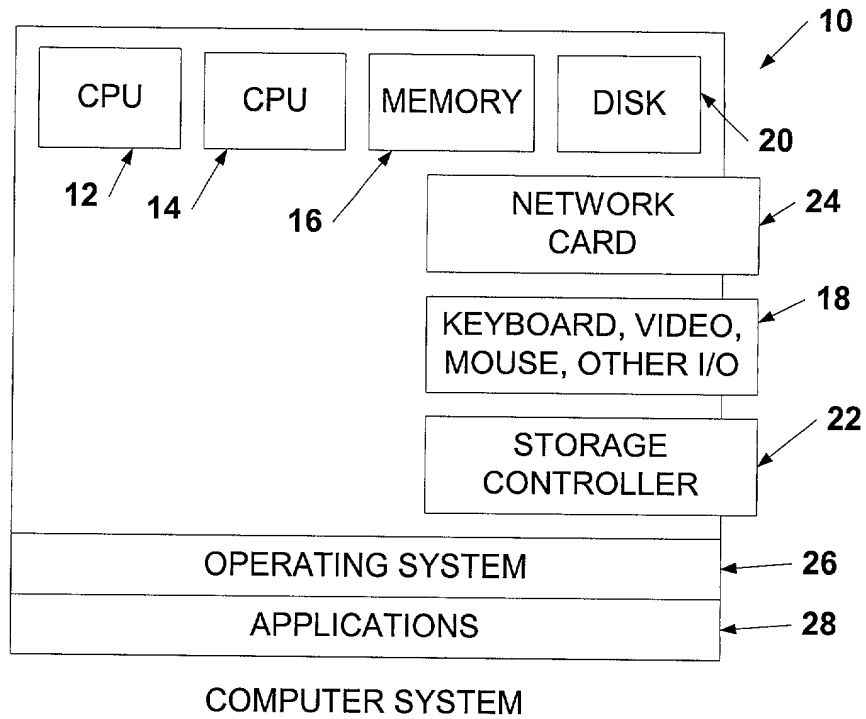 10
CPU
CPU
MEMORY
DISK
12
14
16
20
NETWORK
CARD
24
KEYBOARD, VIDEO,
MOUSE, OTHER I/O
18
STORAGE
CONTROLLER
22
OPERATING SYSTEM
26
APPLICATIONS
28
COMPUTER SYSTEM